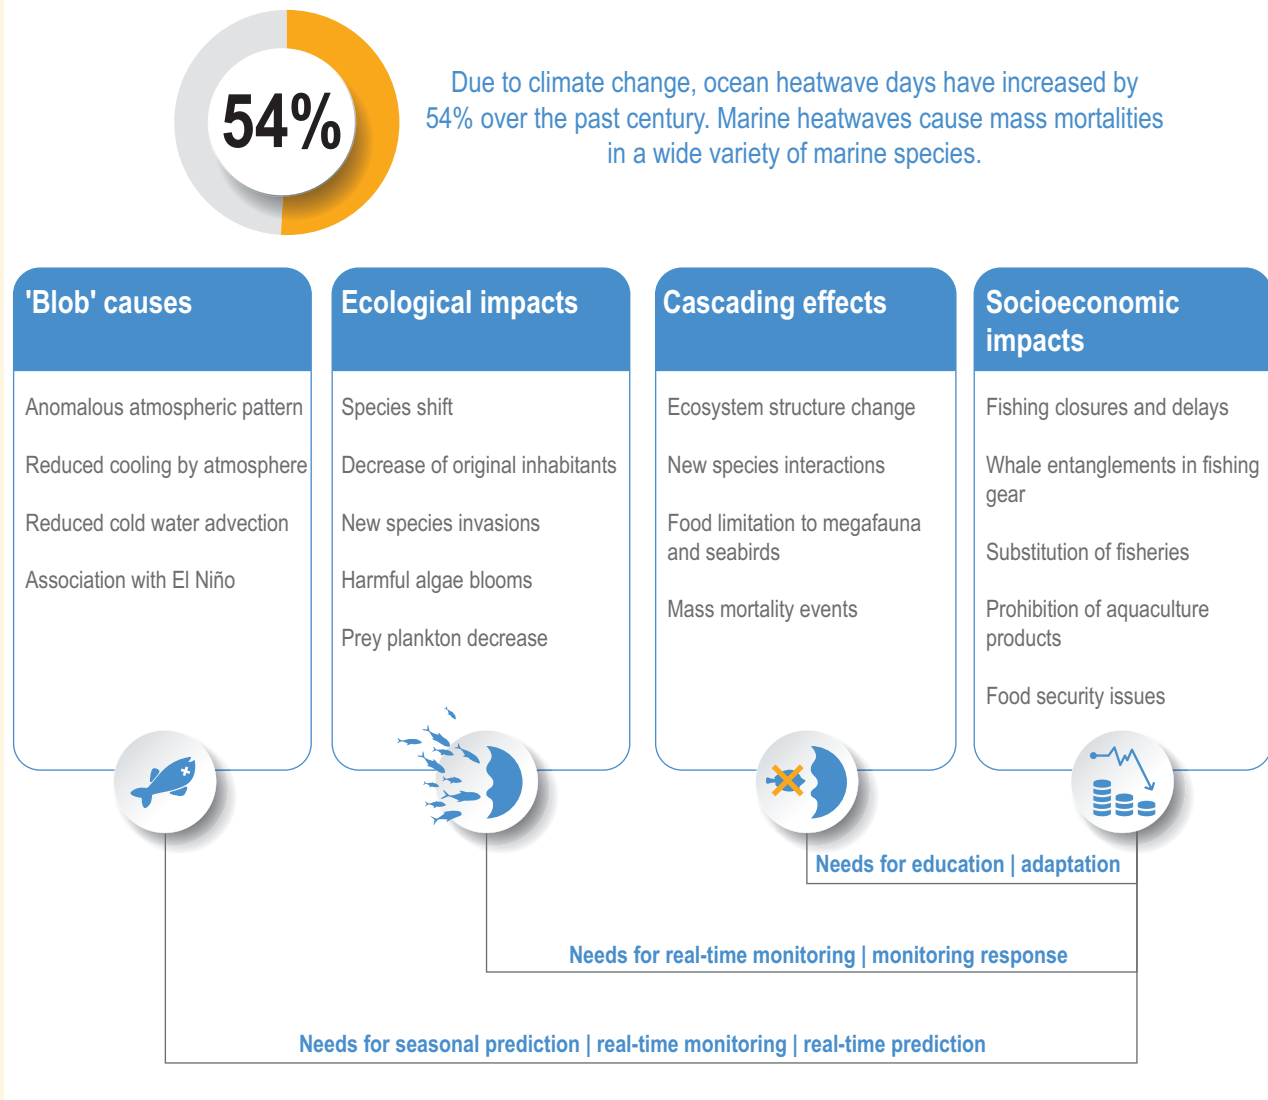 54%
Due to climate change, ocean heatwave days have increased by
54% over the past century. Marine heatwaves cause mass mortalities
in a wide variety of marine species.
'Blob' causes
Anomalous atmospheric pattern
Reduced cooling by atmosphere
Reduced cold water advection
Association with El Niño
Ecological impacts
Species shift
Decrease of original inhabitants
New species invasions
Harmful algae blooms
Prey plankton decrease
Cascading effects
Ecosystem structure change
New species interactions
Food limitation to megafauna
and seabirds
Mass mortality events
Socioeconomic
impacts
Fishing closures and delays
Whale entanglements in fishing
gear
Substitution of fisheries
Prohibition of aquaculture
products
Food security issues
Needs for education | adaptation
Needs for real-time monitoring | monitoring response
Needs for seasonal prediction | real-time monitoring | real-time prediction